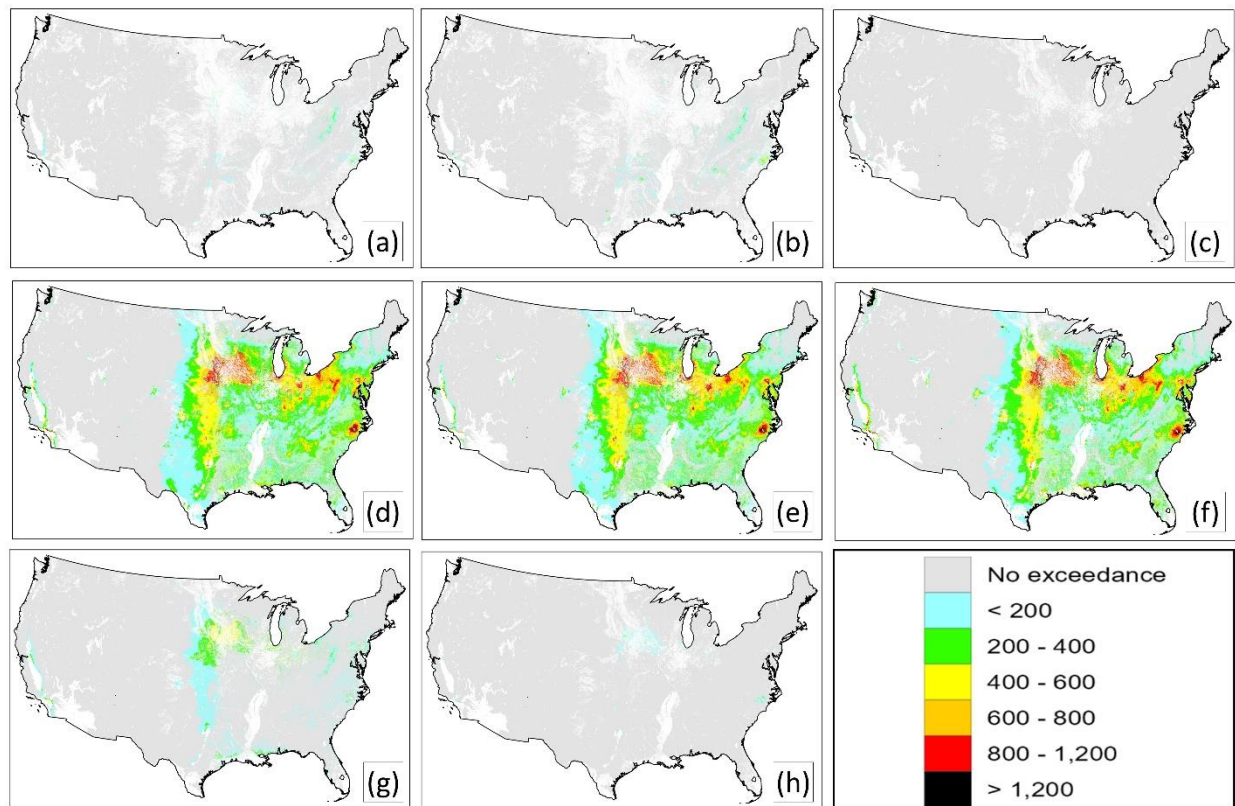 (a)
(b)
(c)
(d)
(e)
(f)
(g)
(h)
No exceedance
< 200
200 - 400
400 - 600
600 - 800
800 - 1,200
> 1,200